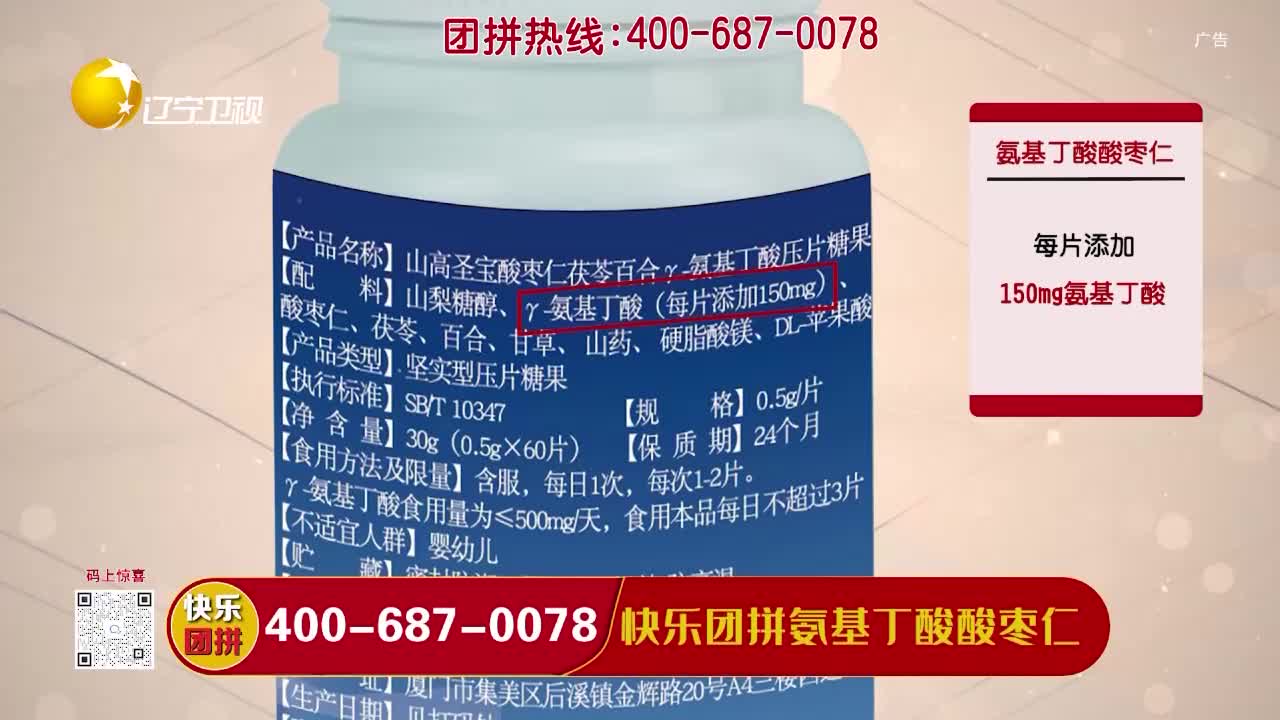 团拼热线:400-687-0078
广告
辽宁卫视
氨基丁酸酸枣仁
每片添加
150mg氨基丁酸
【产品名称】山高圣宝酸枣仁茯苓百合γ-氨基丁酸压片糖果
【配 料】山梨糖醇、γ-氨基丁酸（每片添加150mg）、
酸枣仁、茯苓、百合、甘草、山药、硬脂酸镁、DL-苹果酸
【产品类型】坚实型压片糖果
【执行标准】SB/T 10347 【规 格】0.5g/片
【净 含 量】30g（0.5g×60片） 【保 质 期】24个月
【食用方法及限量】含服，每日1次，每次1-2片。
γ-氨基丁酸食用量为≤500mg/天，食用本品每日不超过3片
【不适宜人群】婴幼儿
【贮 藏】
码上惊喜
快乐
团拼
400-687-0078
快乐团拼氨基丁酸酸枣仁
址】厦门市集美区后溪镇金辉路20号A4三楼
【生产日期】